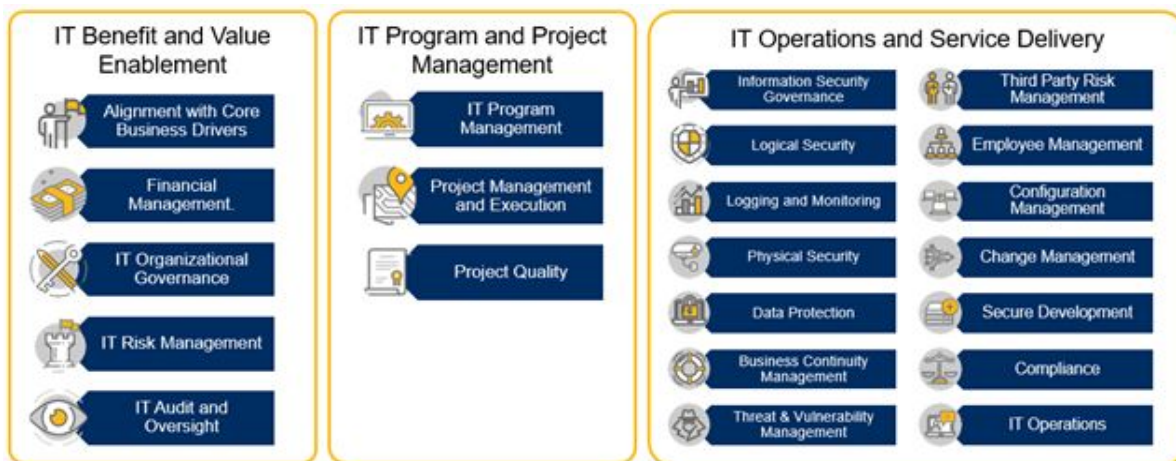 IT Benefit and Value
Enablement
Alignment with Core
Business Drivers
Financial
Management.
IT Organizational
Governance
IT Risk Management
IT Audit and
Oversight
IT Program and Project
Management
IT Program
Management
Project Management
and Execution
Project Quality
IT Operations and Service Delivery
Information Security
Governance
Logical Security
Logging and Monitoring
Physical Security
Data Protection
Business Continuity
Management
Threat & Vulnerability
Management
Third Party Risk
Management
Employee Management
Configuration
Management
Change Management
Secure Development
Compliance
IT Operations